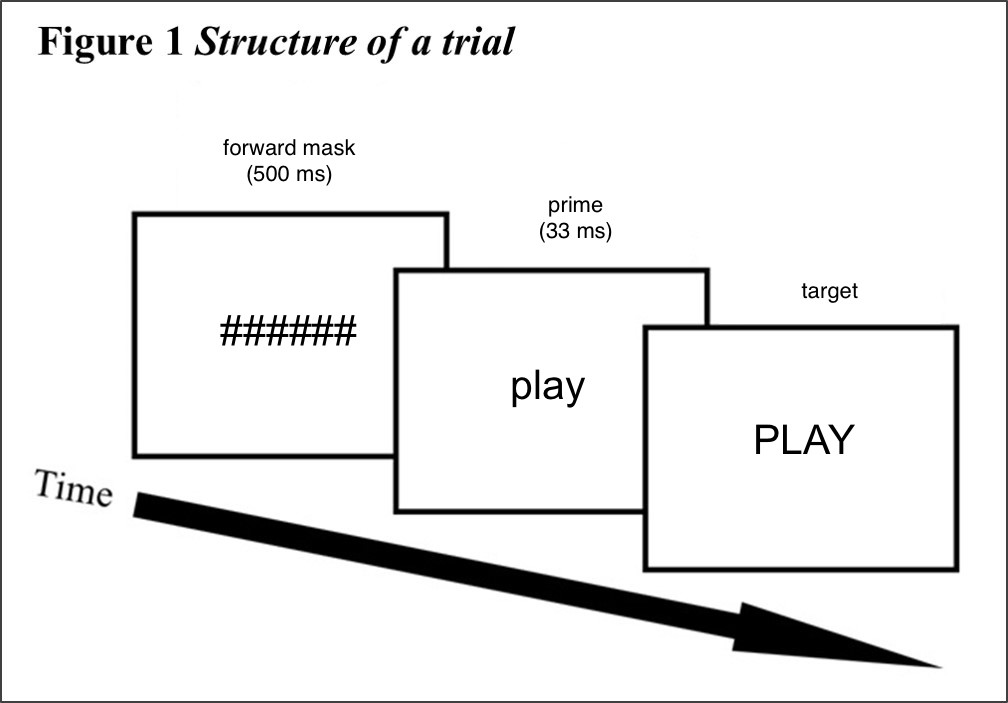 Figure 1 Structure of a trial
forward mask
(500 ms)
prime
(33 ms)
target
######
play
PLAY
Time